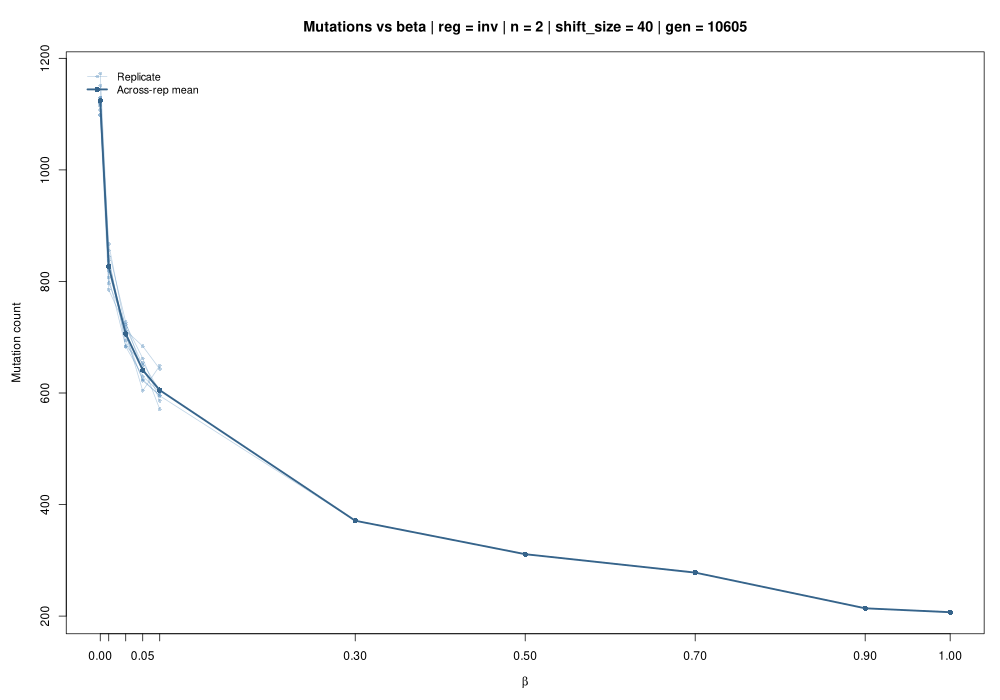 Mutations vs beta | reg = inv | n = 2 | shift_size = 40 | gen = 10605
Replicate
Across-rep mean
1200
1000
800
600
400
200
Mutation count
0.00 0.05 0.30 0.50 0.70 0.90 1.00
β